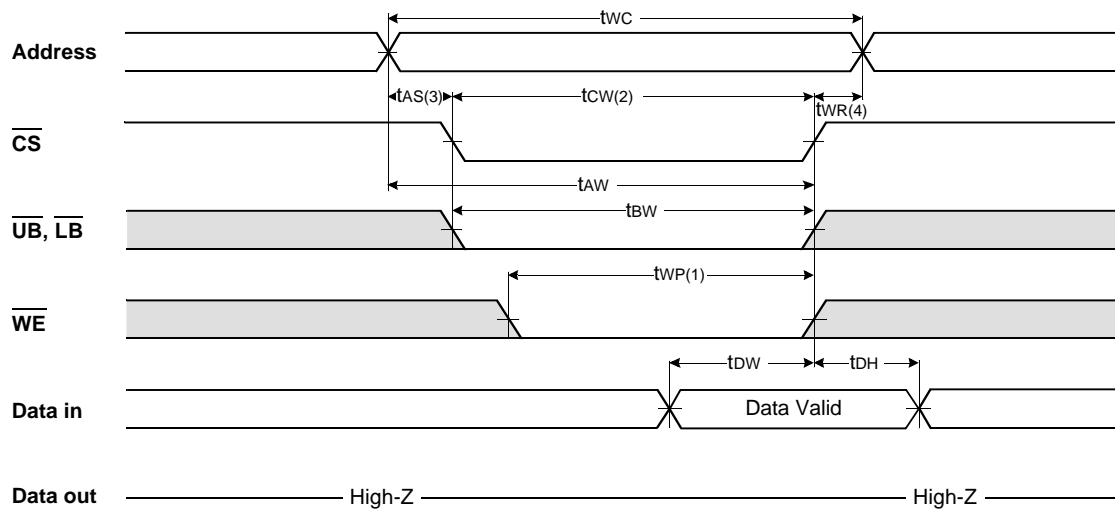 tWC
Address
tAS(3) tCW(2) tWR(4)
CS
tAW
UB, LB
tBW
WE
tWP(1)
tDW tDH
Data in Data Valid
Data out High-Z High-Z